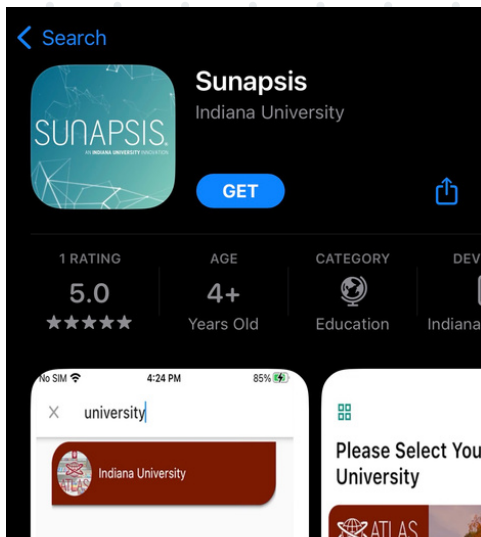 Search
Sunapsis
Indiana University
SUNAPSIS
AN INDIANA UNIVERSITY INNOVATION
GET
1 RATING
AGE
CATEGORY
DEV
5.0
4+
★★★★★
Years Old
Education
Indiana
No SIM
4:24 PM
85%
university
Indiana University
ATLAS
Please Select You
University
ATLAS